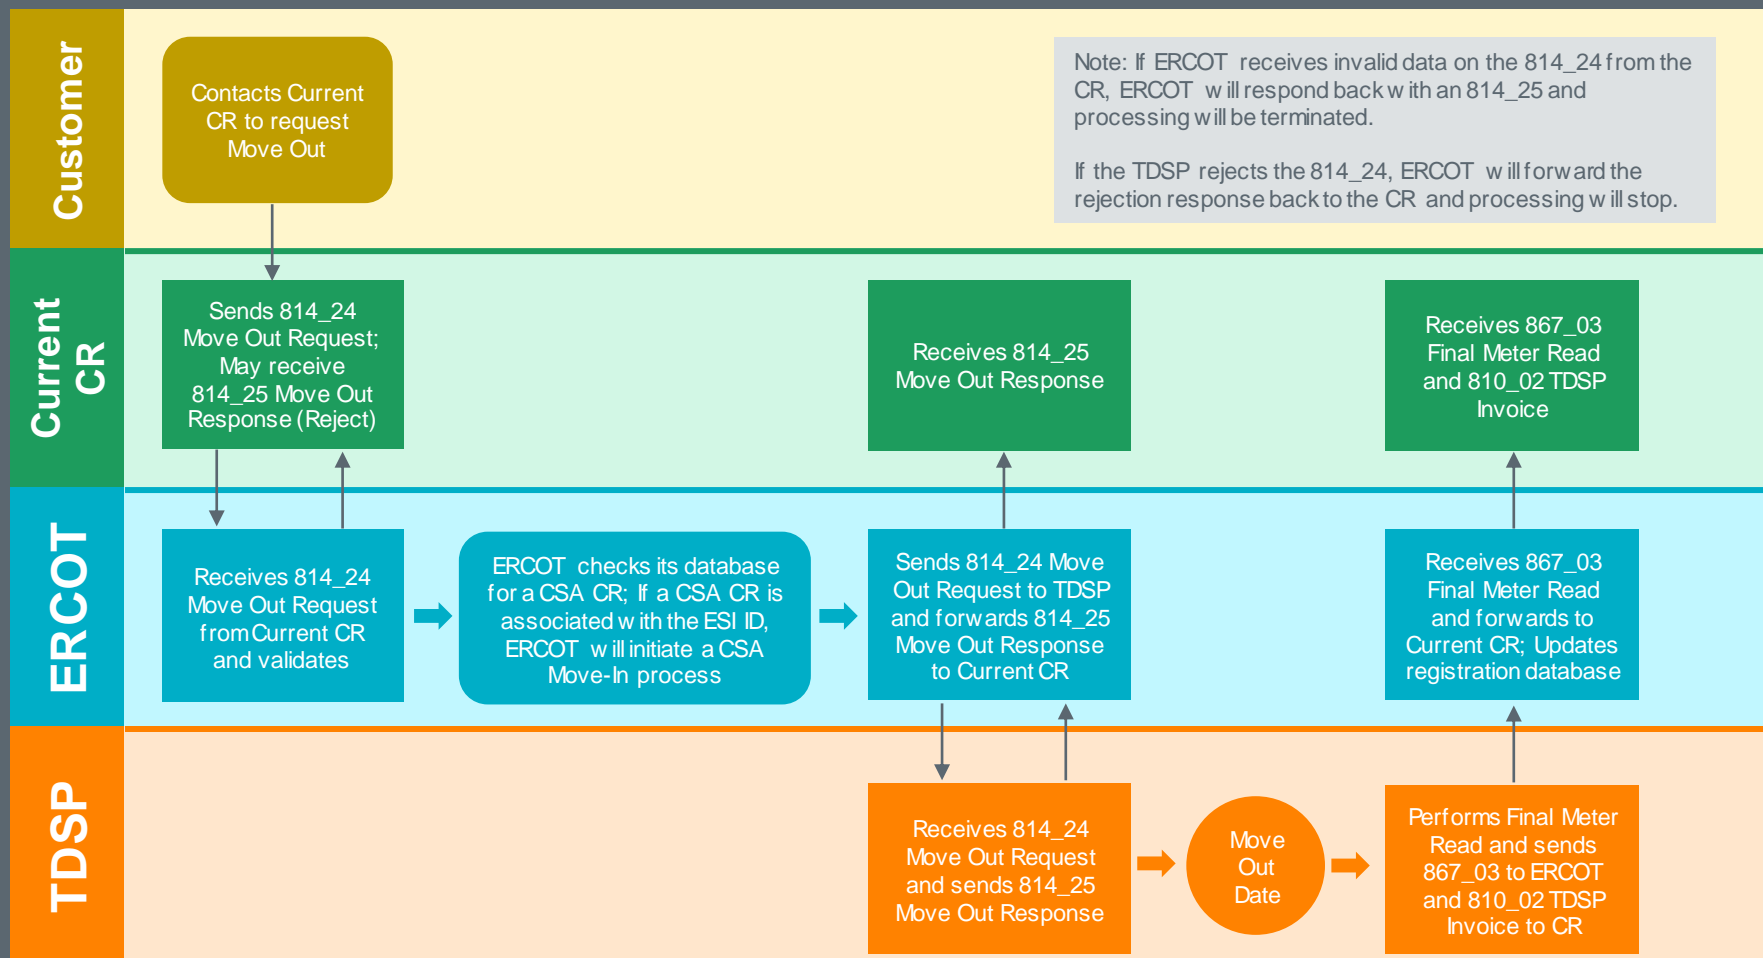 Customer
Contacts Current
CR to request
Move Out
Note: If ERCOT receives invalid data on the 814_24 from the
CR, ERCOT will respond back with an 814_25 and
processing will be terminated.
If the TDSP rejects the 814_24, ERCOT will forward the
rejection response back to the CR and processing will stop.
Current
CR
Sends 814_24
Move Out Request;
May receive
814_25 Move Out
Response (Reject)
Receives 814_25
Move Out Response
Receives 867_03
Final Meter Read
and 810_02 TDSP
Invoice
ERCOT
Receives 814_24
Move Out Request
from Current CR
and validates
ERCOT checks its database
for a CSA CR; If a CSA CR is
associated with the ESI ID,
ERCOT will initiate a CSA
Move-In process
Sends 814_24 Move
Out Request to TDSP
and forwards 814_25
Move Out Response
to Current CR
Receives 867_03
Final Meter Read
and forwards to
Current CR; Updates
registration database
TDSP
Receives 814_24
Move Out Request
and sends 814_25
Move Out Response
Move
Out
Date
Performs Final Meter
Read and sends
867_03 to ERCOT
and 810_02 TDSP
Invoice to CR